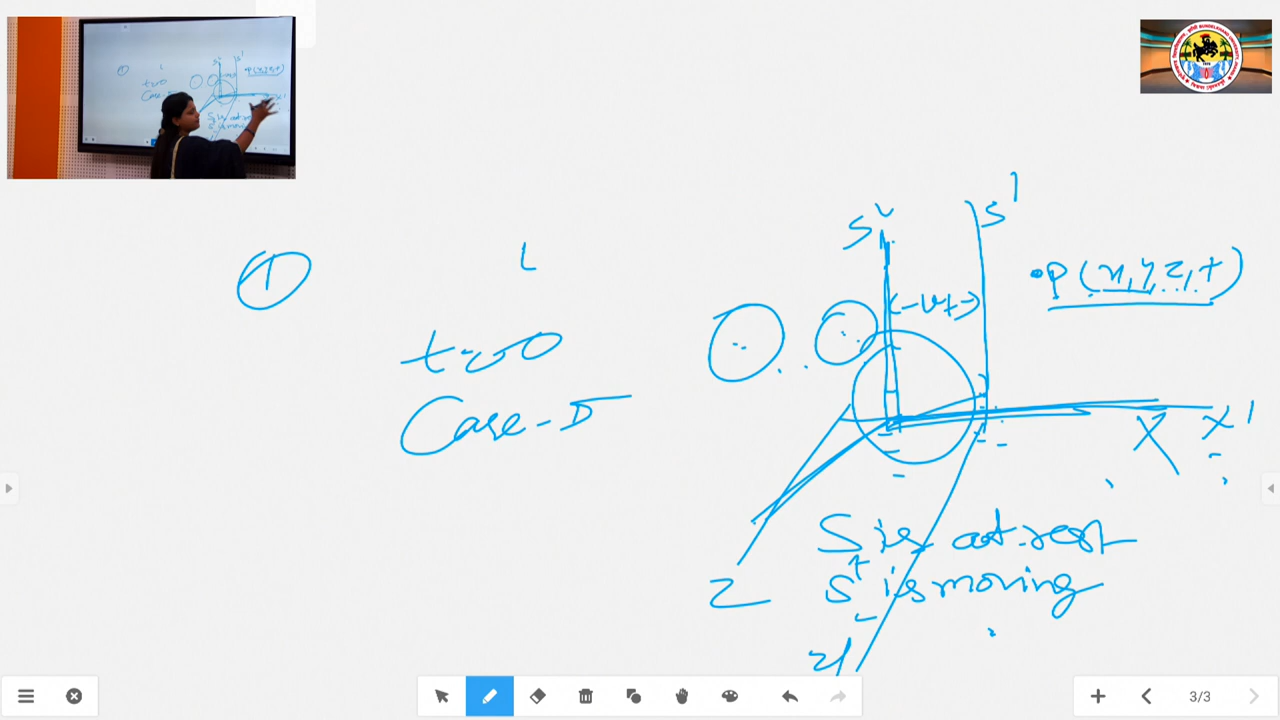 ①
t=0
Case-I
S
S'
(-vt->)
•P (x, y, z, t)
X
X'
S is at rest
S' is moving
Z
Z'
3/3